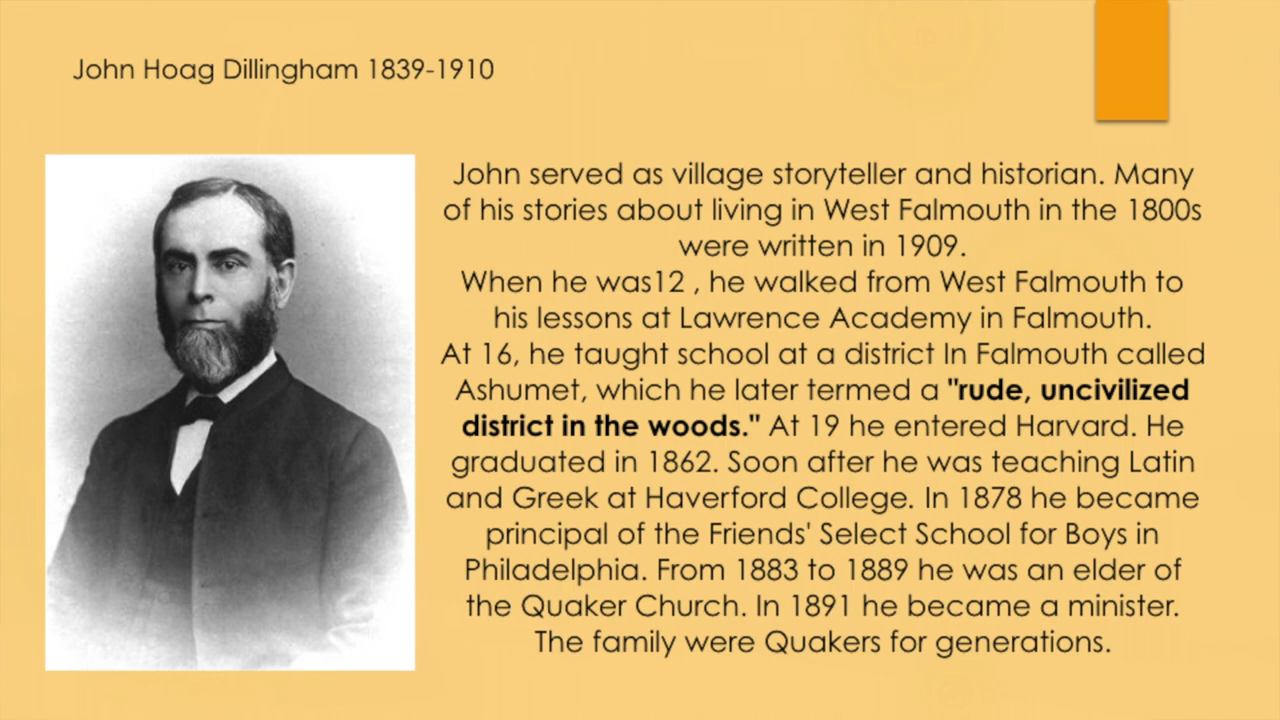 John Hoag Dillingham 1839-1910
John served as village storyteller and historian. Many
of his stories about living in West Falmouth in the 1800s
were written in 1909.
When he was12 , he walked from West Falmouth to
his lessons at Lawrence Academy in Falmouth.
At 16, he taught school at a district In Falmouth called
Ashumet, which he later termed a "rude, uncivilized
district in the woods." At 19 he entered Harvard. He
graduated in 1862. Soon after he was teaching Latin
and Greek at Haverford College. In 1878 he became
principal of the Friends' Select School for Boys in
Philadelphia. From 1883 to 1889 he was an elder of
the Quaker Church. In 1891 he became a minister.
The family were Quakers for generations.